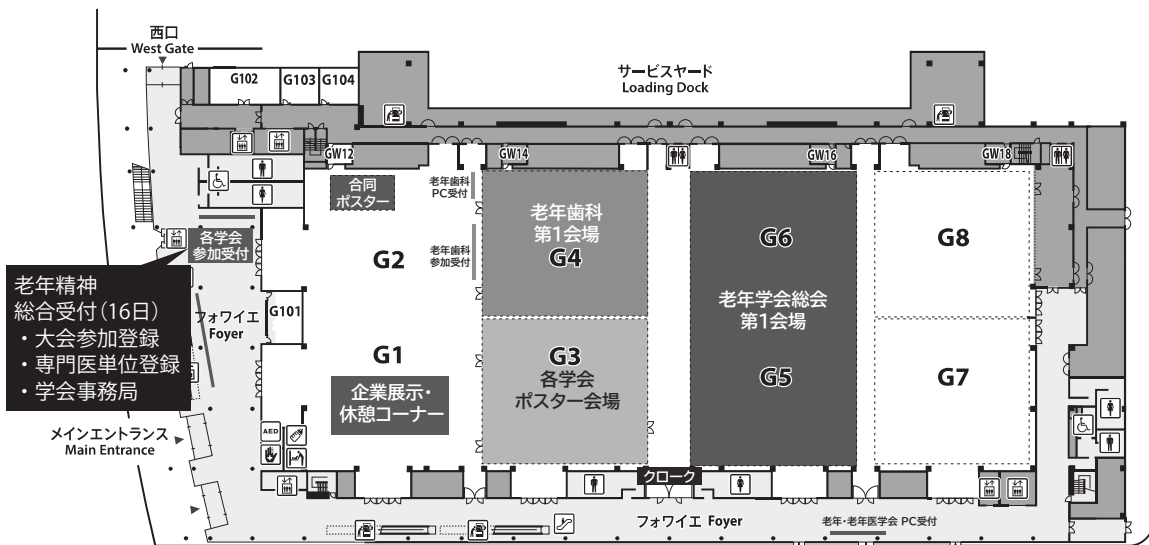 西口
West Gate
G102
G103
G104
サービスヤード
Loading Dock
GW12
GW14
GW16
GW18
合同
ポスター
老年歯科
PC受付
老年歯科
第1会場
G4
G6
G8
各学会
参加受付
G2
老年歯科
参加受付
老年学会総会
第1会場
老年精神
総合受付（16日）
・大会参加登録
・専門医単位登録
・学会事務局
フォワイエ
Foyer
G101
G1
G3
各学会
ポスター会場
G5
G7
企業展示・
休憩コーナー
メインエントランス
Main Entrance
AED
クローク
フォワイエ Foyer
老年・老年医学会 PC受付